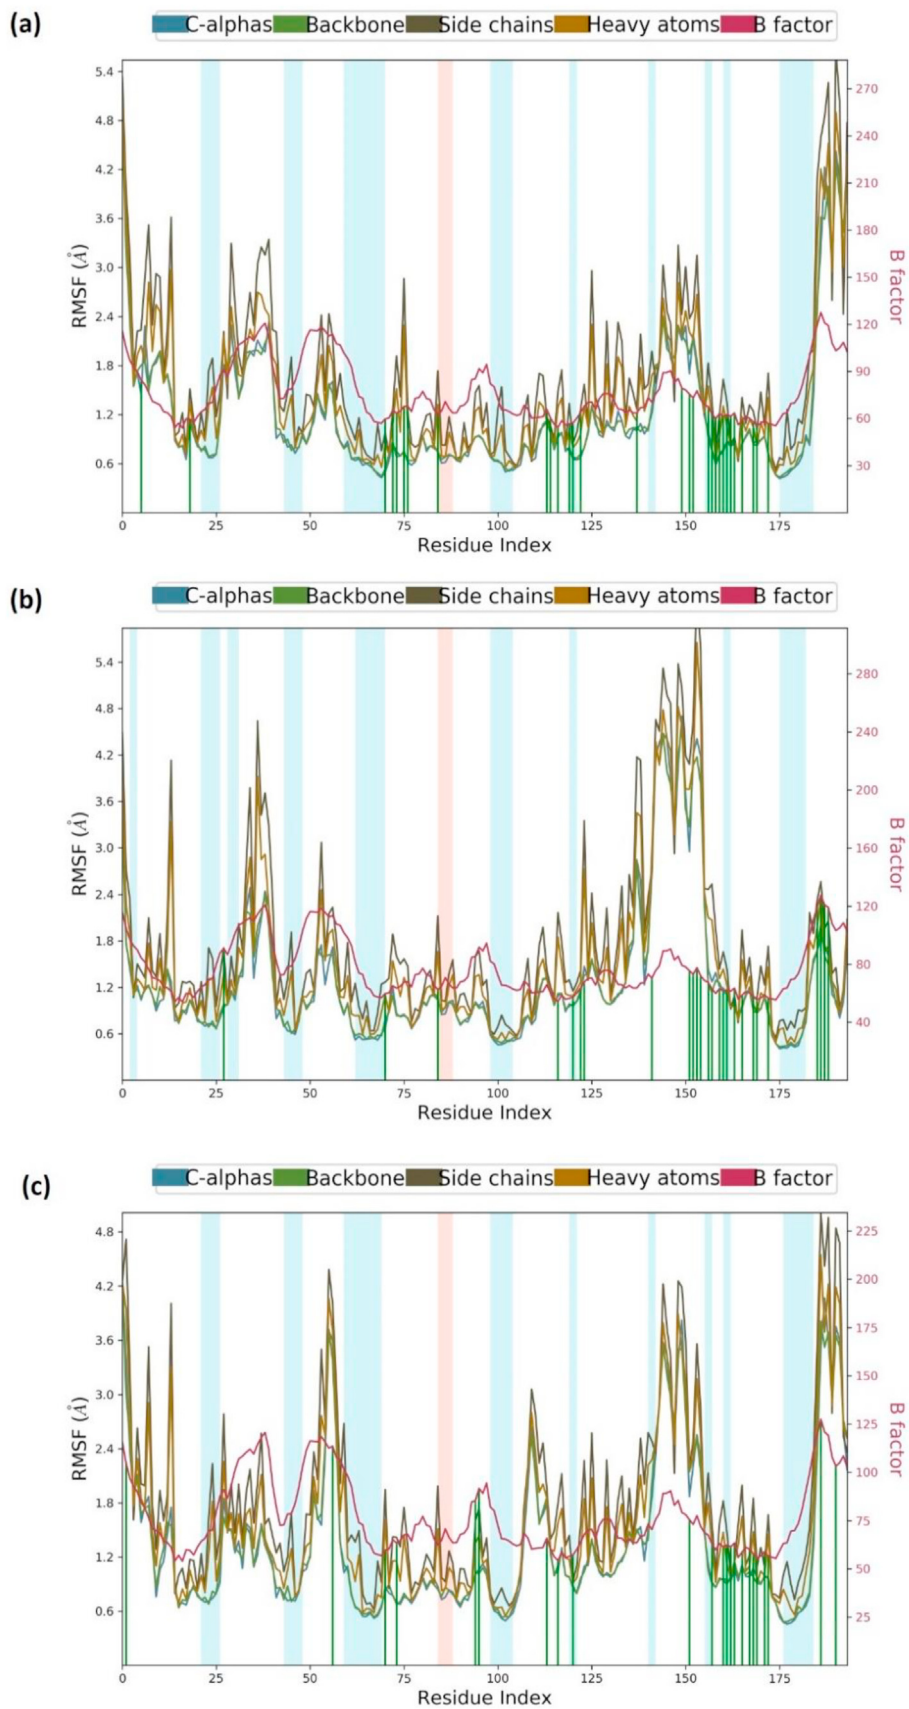 (a)
C-alphas Backbone Side chains Heavy atoms B factor
5.4
4.8
4.2
3.6
3.0
2.4
1.8
1.2
0.6
RMSF (Å)
270
240
210
180
150
120
90
60
30
B factor
0 25 50 75 100 125 150 175
Residue Index
(b)
C-alphas Backbone Side chains Heavy atoms B factor
5.4
4.8
4.2
3.6
3.0
2.4
1.8
1.2
0.6
RMSF (Å)
280
240
200
160
120
80
40
B factor
0 25 50 75 100 125 150 175
Residue Index
(c)
C-alphas Backbone Side chains Heavy atoms B factor
4.8
4.2
3.6
3.0
2.4
1.8
1.2
0.6
RMSF (Å)
225
200
175
150
125
100
75
50
25
B factor
0 25 50 75 100 125 150 175
Residue Index